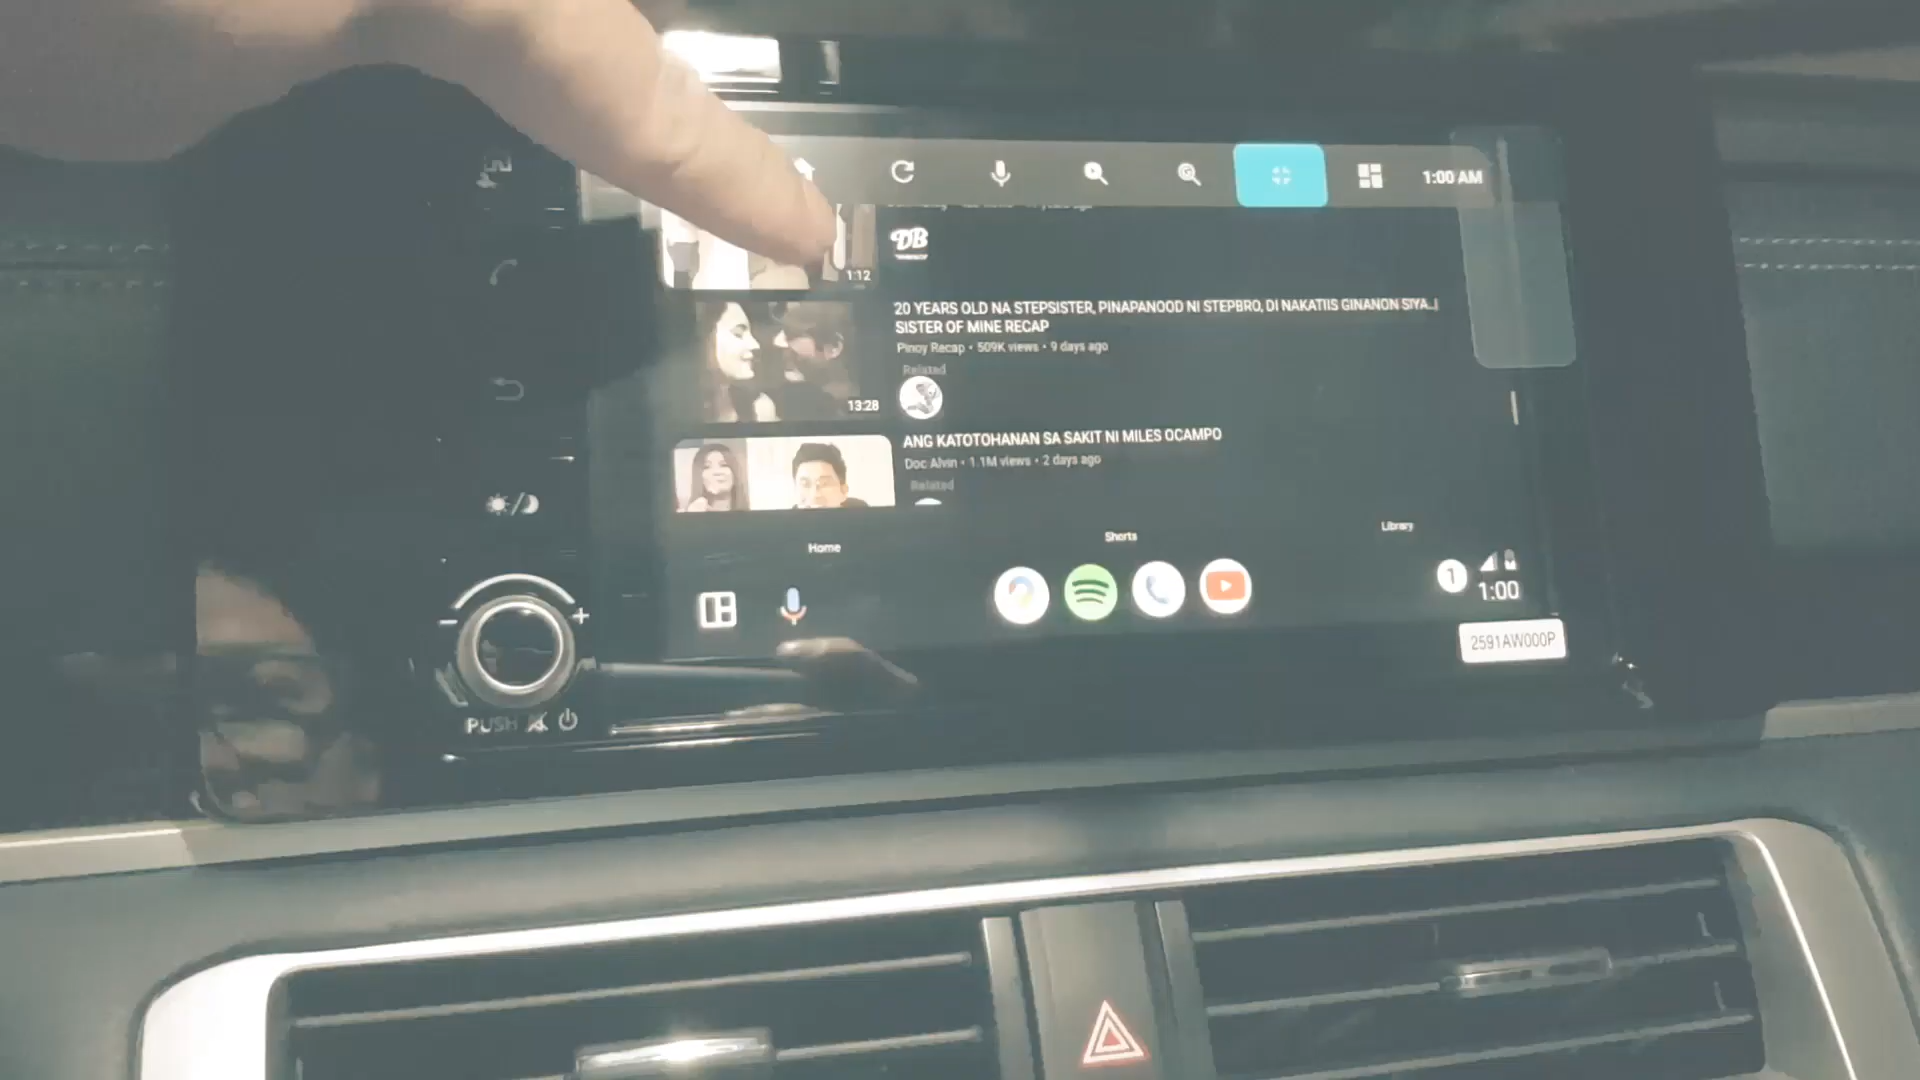 1:00 AM
DB
1:12
20 YEARS OLD NA STEPSISTER, PINAPANOOD NI STEPBRO, DI NAKATIIS GINANON SIYA..|
SISTER OF MINE RECAP
Pinoy Recap • 509K views • 9 days ago
Related
13:28
ANG KATOTOHANAN SA SAKIT NI MILES OCAMPO
Doc Alvin • 1.1M views • 2 days ago
Related
Home
Shorts
Library
1
1:00
2591AW000P
- +
PUSH